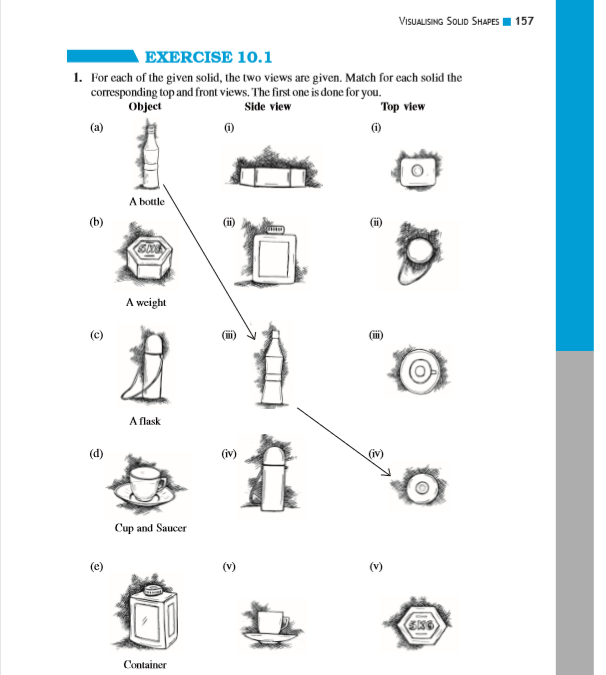 VISUALISING SOLID SHAPES 157
EXERCISE 10.1
1. For each of the given solid, the two views are given. Match for each solid the
corresponding top and front views. The first one is done for you.
Object Side view Top view
(a) (i) (i)
A bottle
(b) (ii) (ii)
5KG
A weight
(c) (iii) (iii)
A flask
(d) (iv) (iv)
Cup and Saucer
(e) (v) (v)
5KG
Container